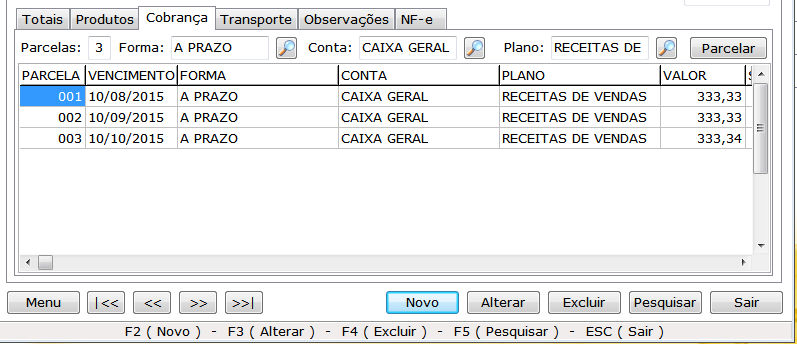 Totais Produtos Cobrança Transporte Observações NF-e
Parcelas: 3 Forma: A PRAZO Conta: CAIXA GERAL Plano: RECEITAS DE Parcelar
PARCELA VENCIMENTO FORMA CONTA PLANO VALOR
001 10/08/2015 A PRAZO CAIXA GERAL RECEITAS DE VENDAS 333,33
002 10/09/2015 A PRAZO CAIXA GERAL RECEITAS DE VENDAS 333,33
003 10/10/2015 A PRAZO CAIXA GERAL RECEITAS DE VENDAS 333,34
Menu |<< << >> >>| Novo Alterar Excluir Pesquisar Sair
F2 ( Novo ) - F3 ( Alterar ) - F4 ( Excluir ) - F5 ( Pesquisar ) - ESC ( Sair )